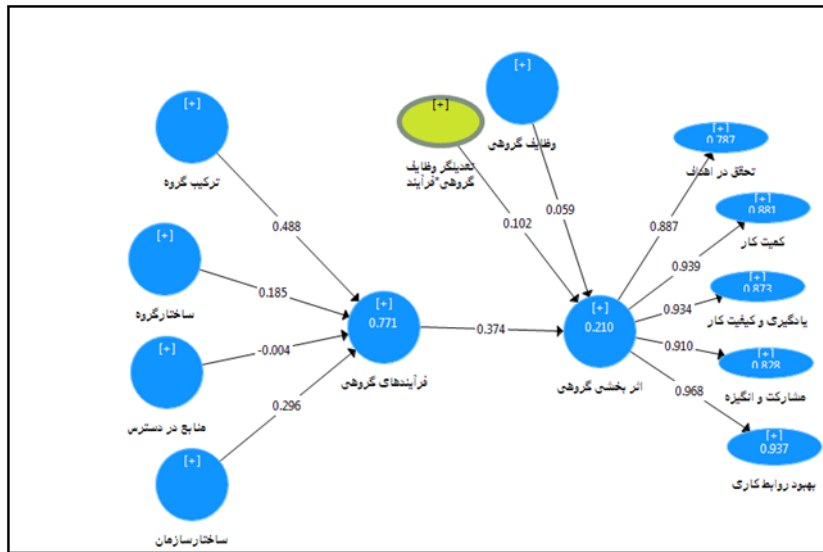 [+]
ترکیب گروه
0.488
[+]
ساختارگروه
0.185
[+]
منابع در دسترس
-0.004
[+]
ساختارسازمان
0.296
[+]
0.771
فرآیندهای گروهی
0.374
[+]
تعدیلگر وظایف
گروهی*فرآیند
0.102
[+]
وظایف گروهی
0.059
[+]
0.210
اثر بخشی گروهی
0.887
[+]
0.787
تحقق در اهداف
0.939
[+]
0.881
کمیت کار
0.934
[+]
0.873
یادگیری و کیفیت کار
0.910
[+]
0.828
مشارکت و انگیزه
0.968
[+]
0.937
بهبود روابط کاری